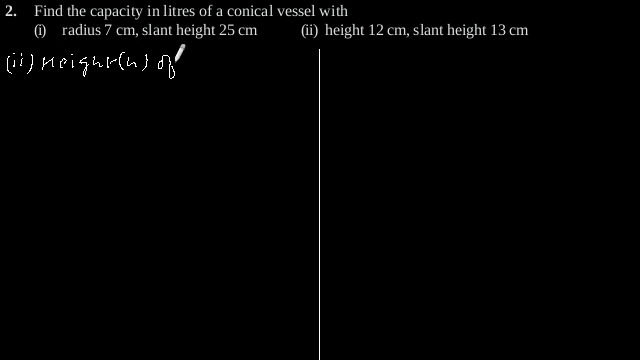 2. Find the capacity in litres of a conical vessel with
(i) radius 7 cm, slant height 25 cm (ii) height 12 cm, slant height 13 cm
(ii) Height(h) of